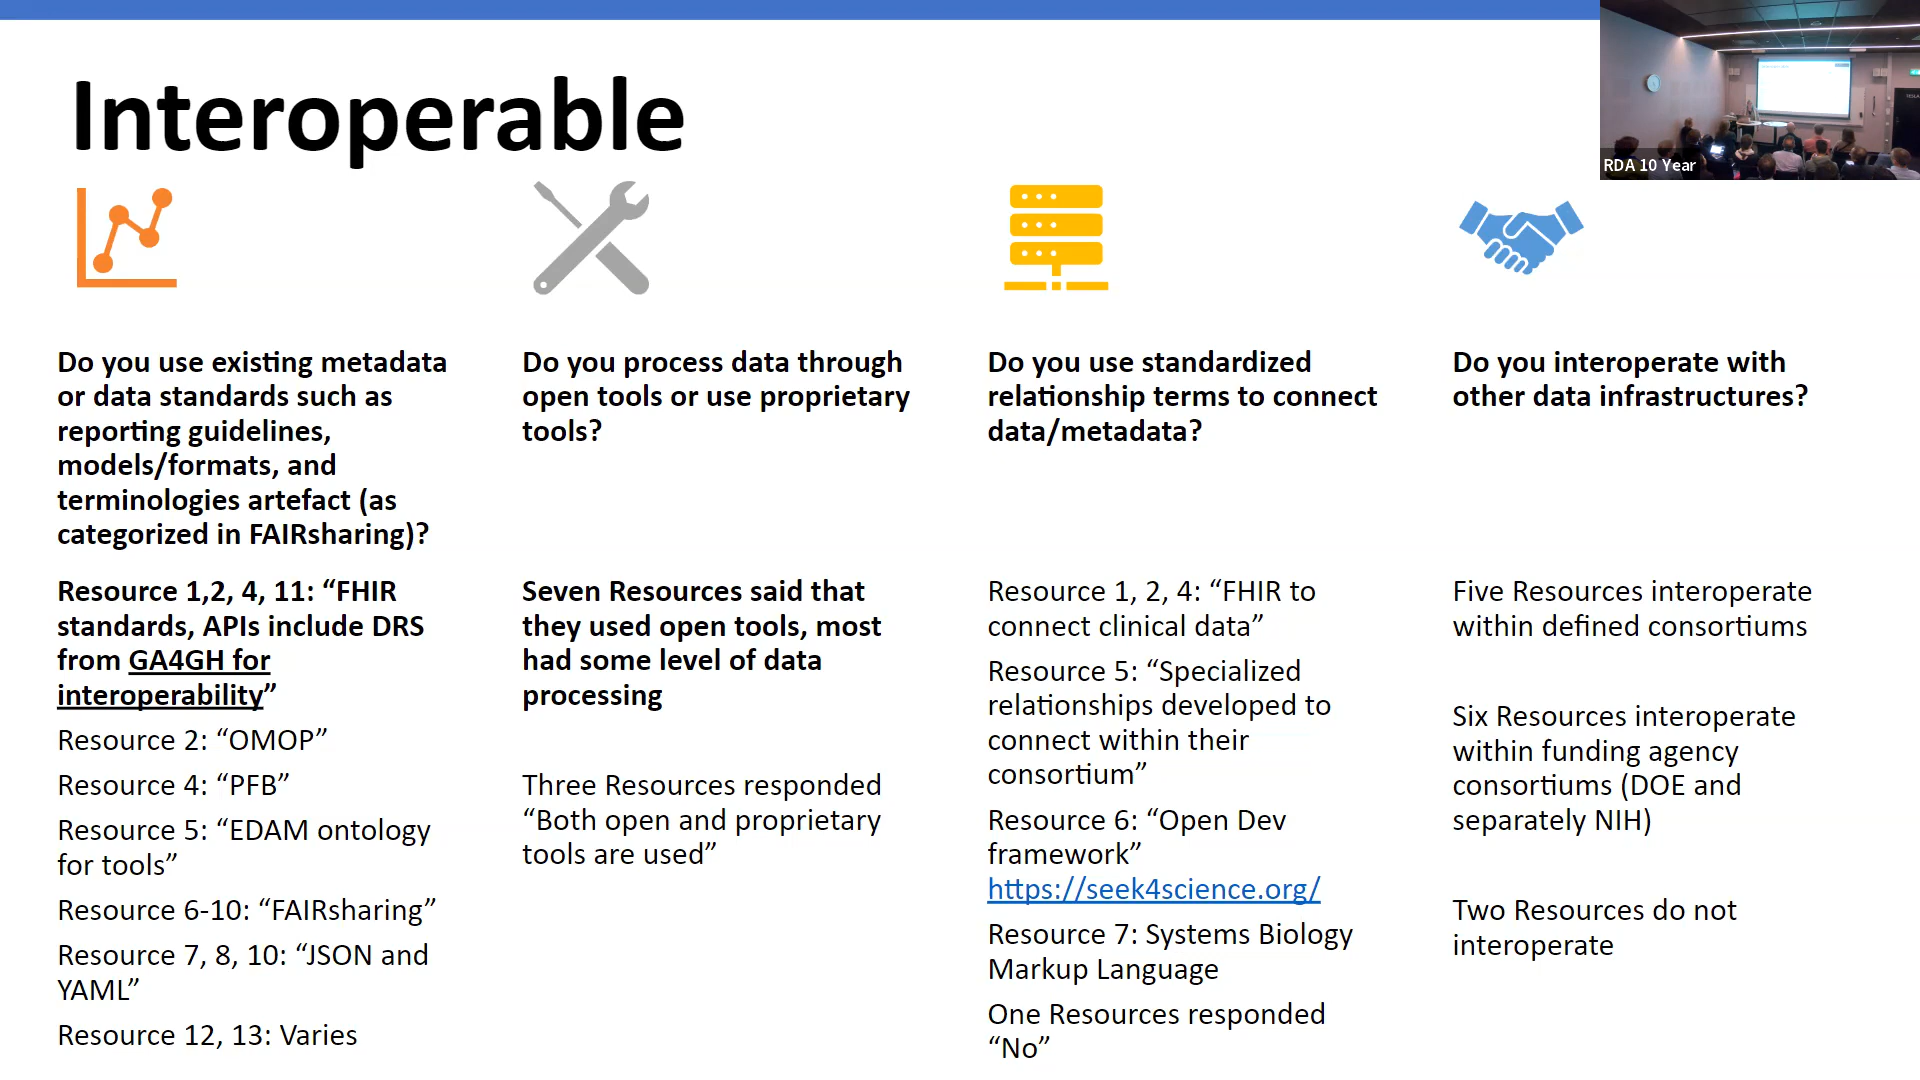 Interoperable
RDA 10 Year
Do you use existing metadata
or data standards such as
reporting guidelines,
models/formats, and
terminologies artefact (as
categorized in FAIRsharing)?
Resource 1,2, 4, 11: “FHIR
standards, APIs include DRS
from GA4GH for
interoperability”
Resource 2: “OMOP”
Resource 4: “PFB”
Resource 5: “EDAM ontology
for tools”
Resource 6-10: “FAIRsharing”
Resource 7, 8, 10: “JSON and
YAML”
Resource 12, 13: Varies
Do you process data through
open tools or use proprietary
tools?
Seven Resources said that
they used open tools, most
had some level of data
processing
Three Resources responded
“Both open and proprietary
tools are used”
Do you use standardized
relationship terms to connect
data/metadata?
Resource 1, 2, 4: “FHIR to
connect clinical data”
Resource 5: “Specialized
relationships developed to
connect within their
consortium”
Resource 6: “Open Dev
framework”
https://seek4science.org/
Resource 7: Systems Biology
Markup Language
One Resources responded
“No”
Do you interoperate with
other data infrastructures?
Five Resources interoperate
within defined consortiums
Six Resources interoperate
within funding agency
consortiums (DOE and
separately NIH)
Two Resources do not
interoperate